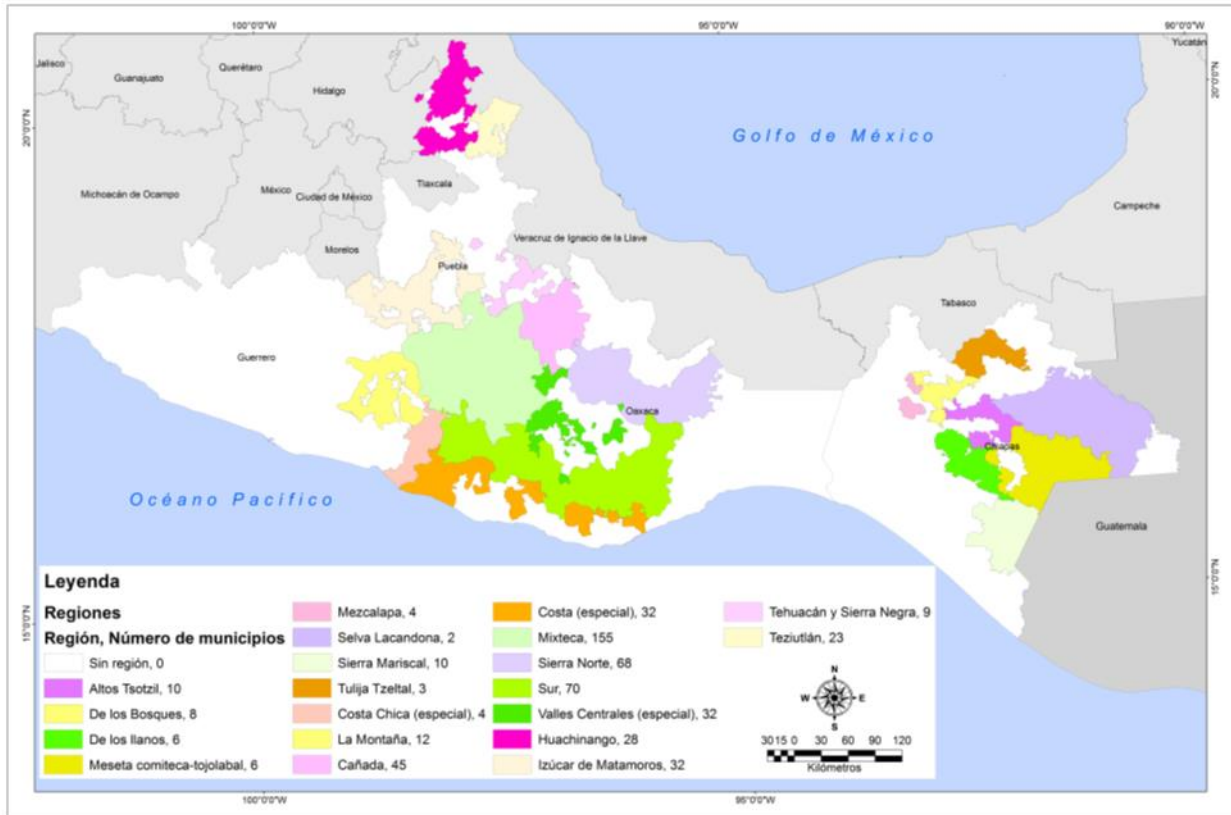 100°0'0"W 95°0'0"W 90°0'0"W
Yucatán
Jalisco
Querétaro
Guanajuato
Hidalgo
20°0'0"N
20°0'0"N
Golfo de México
Tlaxcala
México
Michoacán de Ocampo
Ciudad de México
Campeche
Morelos
Veracruz de Ignacio de la Llave
Puebla
Tabasco
Guerrero
Oaxaca
Chiapas
Océano Pacífico
Guatemala
15°0'0"N
15°0'0"N
Leyenda
Regiones
Región, Número de municipios
Sin región, 0
Altos Tsotzil, 10
De los Bosques, 8
De los llanos, 6
Meseta comiteca-tojolabal, 6
Mezcalapa, 4
Selva Lacandona, 2
Sierra Mariscal, 10
Tulija Tzeltal, 3
Costa Chica (especial), 4
La Montaña, 12
Cañada, 45
Costa (especial), 32
Mixteca, 155
Sierra Norte, 68
Sur, 70
Valles Centrales (especial), 32
Huachinango, 28
Izúcar de Matamoros, 32
Tehuacán y Sierra Negra, 9
Teziutlán, 23
N
W E
S
30 15 0 30 60 90 120
Kilómetros
100°0'0"W 95°0'0"W